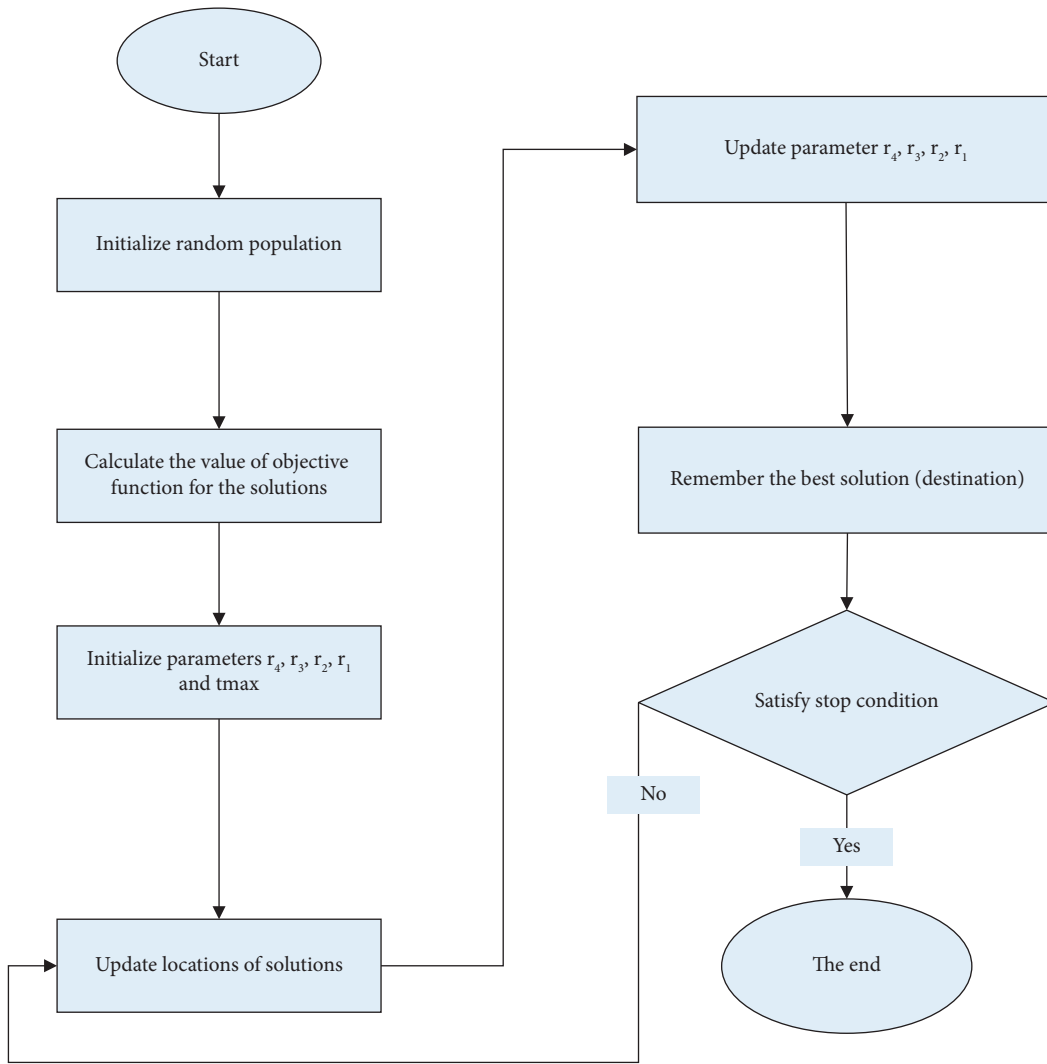 Start
Initialize random population
Calculate the value of objective
function for the solutions
Initialize parameters r₄, r₃, r₂, r₁
and tmax
Update locations of solutions
Update parameter r₄, r₃, r₂, r₁
Remember the best solution (destination)
Satisfy stop condition
No
Yes
The end